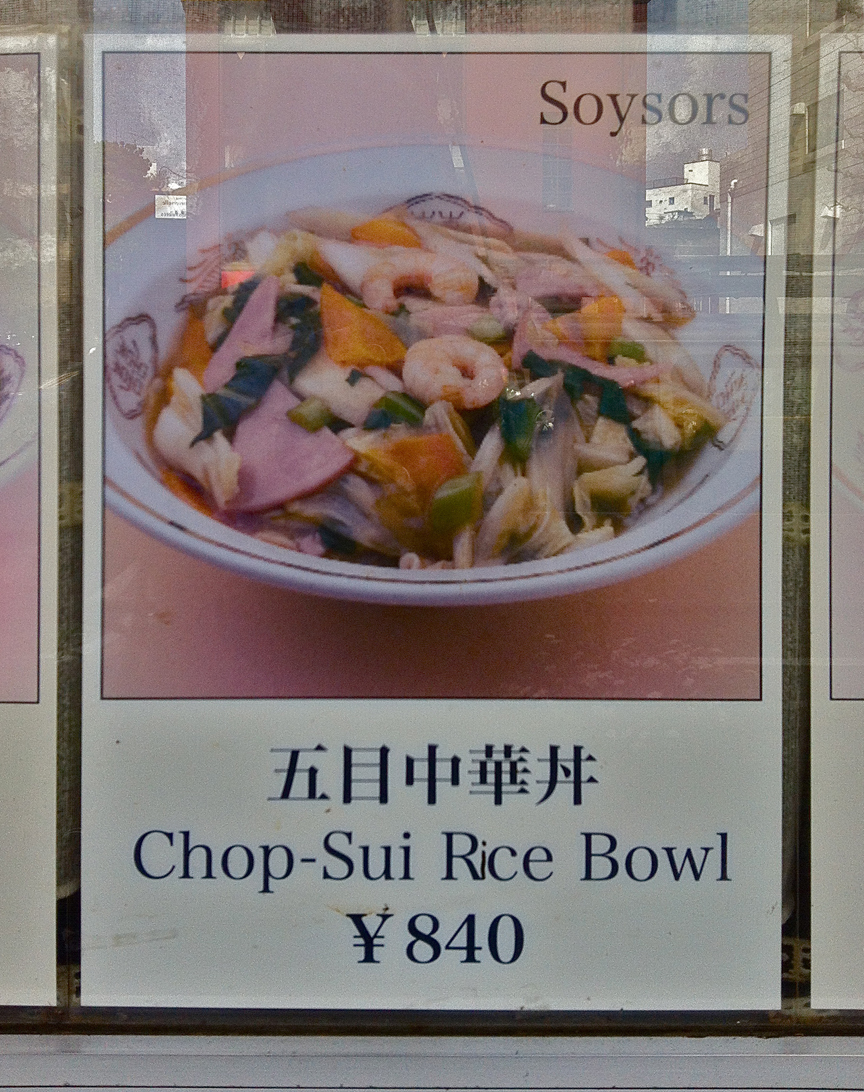 Soysors
五目中華丼
Chop-Sui Rice Bowl
¥840